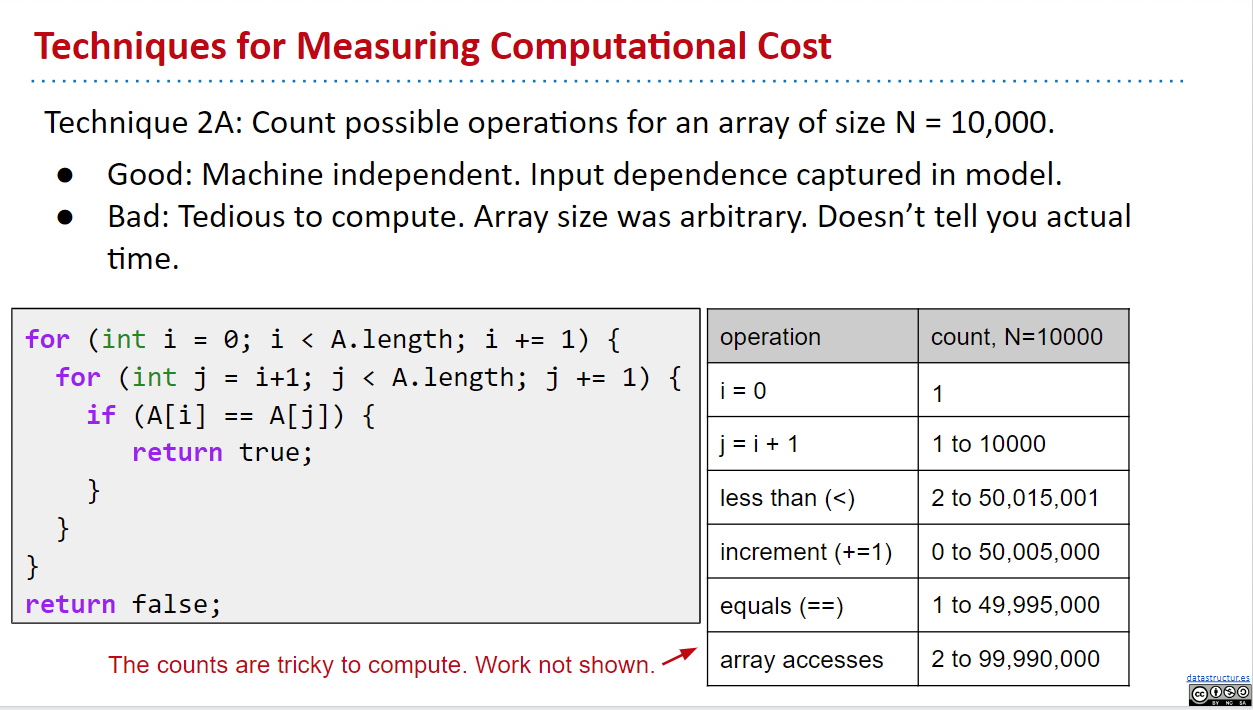 Techniques for Measuring Computational Cost
Technique 2A: Count possible operations for an array of size N = 10,000.
● Good: Machine independent. Input dependence captured in model.
● Bad: Tedious to compute. Array size was arbitrary. Doesn’t tell you actual
time.
for (int i = 0; i < A.length; i += 1) {
  for (int j = i+1; j < A.length; j += 1) {
    if (A[i] == A[j]) {
       return true;
    }
  }
}
return false;
operation count, N=10000
i = 0 1
j = i + 1 1 to 10000
less than (<) 2 to 50,015,001
increment (+=1) 0 to 50,005,000
equals (==) 1 to 49,995,000
array accesses 2 to 99,990,000
The counts are tricky to compute. Work not shown.
datastructur.es
cc
BY NC SA